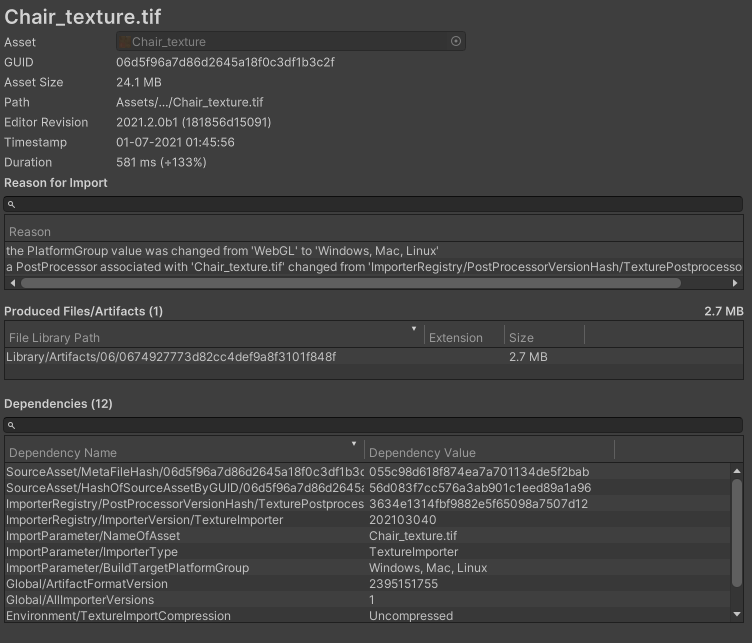 Chair_texture.tif
Asset Chair_texture
GUID 06d5f96a7d86d2645a18f0c3df1b3c2f
Asset Size 24.1 MB
Path Assets/.../Chair_texture.tif
Editor Revision 2021.2.0b1 (181856d15091)
Timestamp 01-07-2021 01:45:56
Duration 581 ms (+133%)
Reason for Import
Reason
the PlatformGroup value was changed from 'WebGL' to 'Windows, Mac, Linux'
a PostProcessor associated with 'Chair_texture.tif' changed from 'ImporterRegistry/PostProcessorVersionHash/TexturePostprocesso
Produced Files/Artifacts (1) 2.7 MB
File Library Path Extension Size
Library/Artifacts/06/0674927773d82cc4def9a8f3101f848f 2.7 MB
Dependencies (12)
Dependency Name Dependency Value
SourceAsset/MetaFileHash/06d5f96a7d86d2645a18f0c3df1b3c 055c98d618f874ea7a701134de5f2bab
SourceAsset/HashOfSourceAssetByGUID/06d5f96a7d86d2645a 56d083f7cc576a3ab901c1eed89a1a96
ImporterRegistry/PostProcessorVersionHash/TexturePostproces 3634e1314fbf9882e5f65098a7507d12
ImporterRegistry/ImporterVersion/TextureImporter 202103040
ImportParameter/NameOfAsset Chair_texture.tif
ImportParameter/ImporterType TextureImporter
ImportParameter/BuildTargetPlatformGroup Windows, Mac, Linux
Global/ArtifactFormatVersion 2395151755
Global/AllImporterVersions 1
Environment/TextureImportCompression Uncompressed